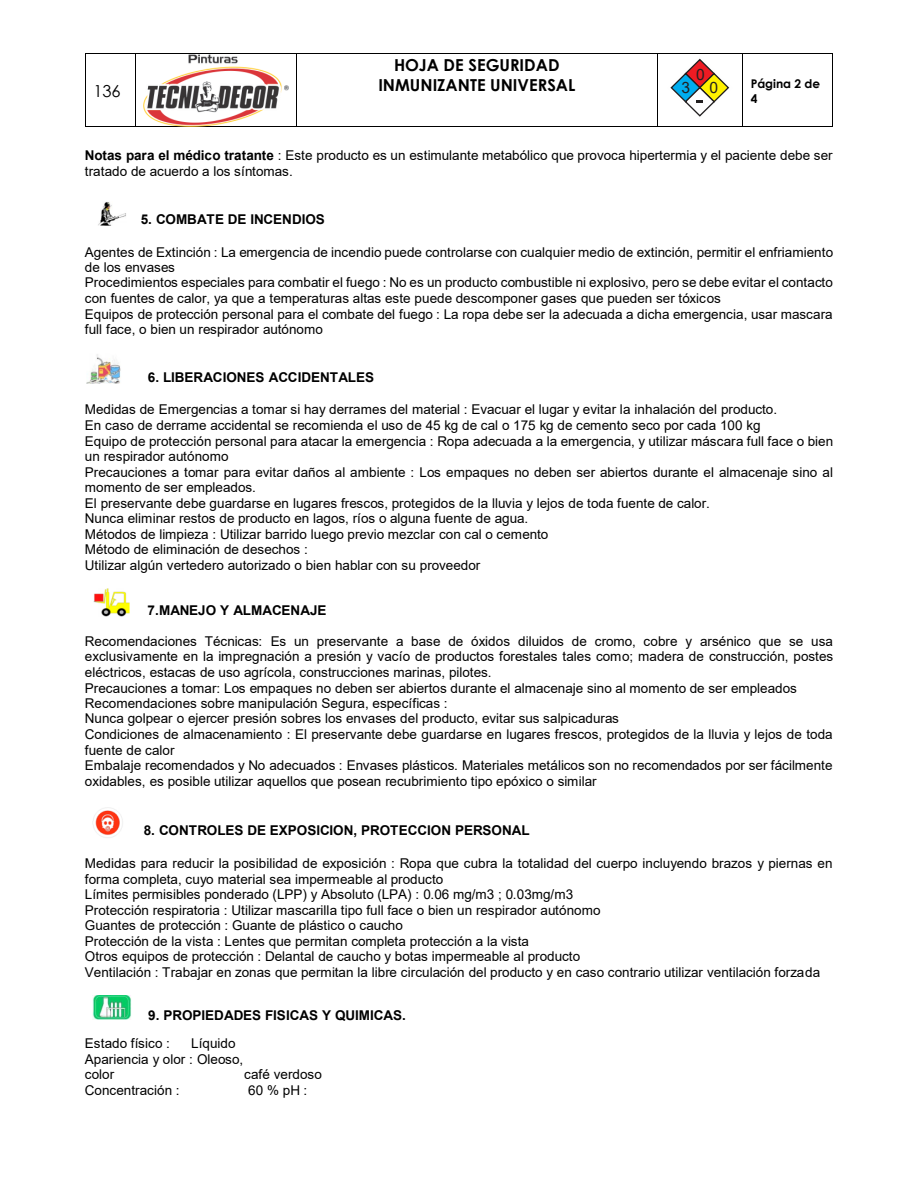 136
Pinturas
TECNI DECOR ®
HOJA DE SEGURIDAD
INMUNIZANTE UNIVERSAL
0
3 0
-
Página 2 de
4
Notas para el médico tratante : Este producto es un estimulante metabólico que provoca hipertermia y el paciente debe ser
tratado de acuerdo a los síntomas.
5. COMBATE DE INCENDIOS
Agentes de Extinción : La emergencia de incendio puede controlarse con cualquier medio de extinción, permitir el enfriamiento
de los envases
Procedimientos especiales para combatir el fuego : No es un producto combustible ni explosivo, pero se debe evitar el contacto
con fuentes de calor, ya que a temperaturas altas este puede descomponer gases que pueden ser tóxicos
Equipos de protección personal para el combate del fuego : La ropa debe ser la adecuada a dicha emergencia, usar mascara
full face, o bien un respirador autónomo
6. LIBERACIONES ACCIDENTALES
Medidas de Emergencias a tomar si hay derrames del material : Evacuar el lugar y evitar la inhalación del producto.
En caso de derrame accidental se recomienda el uso de 45 kg de cal o 175 kg de cemento seco por cada 100 kg
Equipo de protección personal para atacar la emergencia : Ropa adecuada a la emergencia, y utilizar máscara full face o bien
un respirador autónomo
Precauciones a tomar para evitar daños al ambiente : Los empaques no deben ser abiertos durante el almacenaje sino al
momento de ser empleados.
El preservante debe guardarse en lugares frescos, protegidos de la lluvia y lejos de toda fuente de calor.
Nunca eliminar restos de producto en lagos, ríos o alguna fuente de agua.
Métodos de limpieza : Utilizar barrido luego previo mezclar con cal o cemento
Método de eliminación de desechos :
Utilizar algún vertedero autorizado o bien hablar con su proveedor
7.MANEJO Y ALMACENAJE
Recomendaciones Técnicas: Es un preservante a base de óxidos diluidos de cromo, cobre y arsénico que se usa
exclusivamente en la impregnación a presión y vacío de productos forestales tales como; madera de construcción, postes
eléctricos, estacas de uso agrícola, construcciones marinas, pilotes.
Precauciones a tomar: Los empaques no deben ser abiertos durante el almacenaje sino al momento de ser empleados
Recomendaciones sobre manipulación Segura, específicas :
Nunca golpear o ejercer presión sobres los envases del producto, evitar sus salpicaduras
Condiciones de almacenamiento : El preservante debe guardarse en lugares frescos, protegidos de la lluvia y lejos de toda
fuente de calor
Embalaje recomendados y No adecuados : Envases plásticos. Materiales metálicos son no recomendados por ser fácilmente
oxidables, es posible utilizar aquellos que posean recubrimiento tipo epóxico o similar
8. CONTROLES DE EXPOSICION, PROTECCION PERSONAL
Medidas para reducir la posibilidad de exposición : Ropa que cubra la totalidad del cuerpo incluyendo brazos y piernas en
forma completa, cuyo material sea impermeable al producto
Límites permisibles ponderado (LPP) y Absoluto (LPA) : 0.06 mg/m3 ; 0.03mg/m3
Protección respiratoria : Utilizar mascarilla tipo full face o bien un respirador autónomo
Guantes de protección : Guante de plástico o caucho
Protección de la vista : Lentes que permitan completa protección a la vista
Otros equipos de protección : Delantal de caucho y botas impermeable al producto
Ventilación : Trabajar en zonas que permitan la libre circulación del producto y en caso contrario utilizar ventilación forzada
9. PROPIEDADES FISICAS Y QUIMICAS.
Estado físico : Líquido
Apariencia y olor : Oleoso,
color café verdoso
Concentración : 60 % pH :